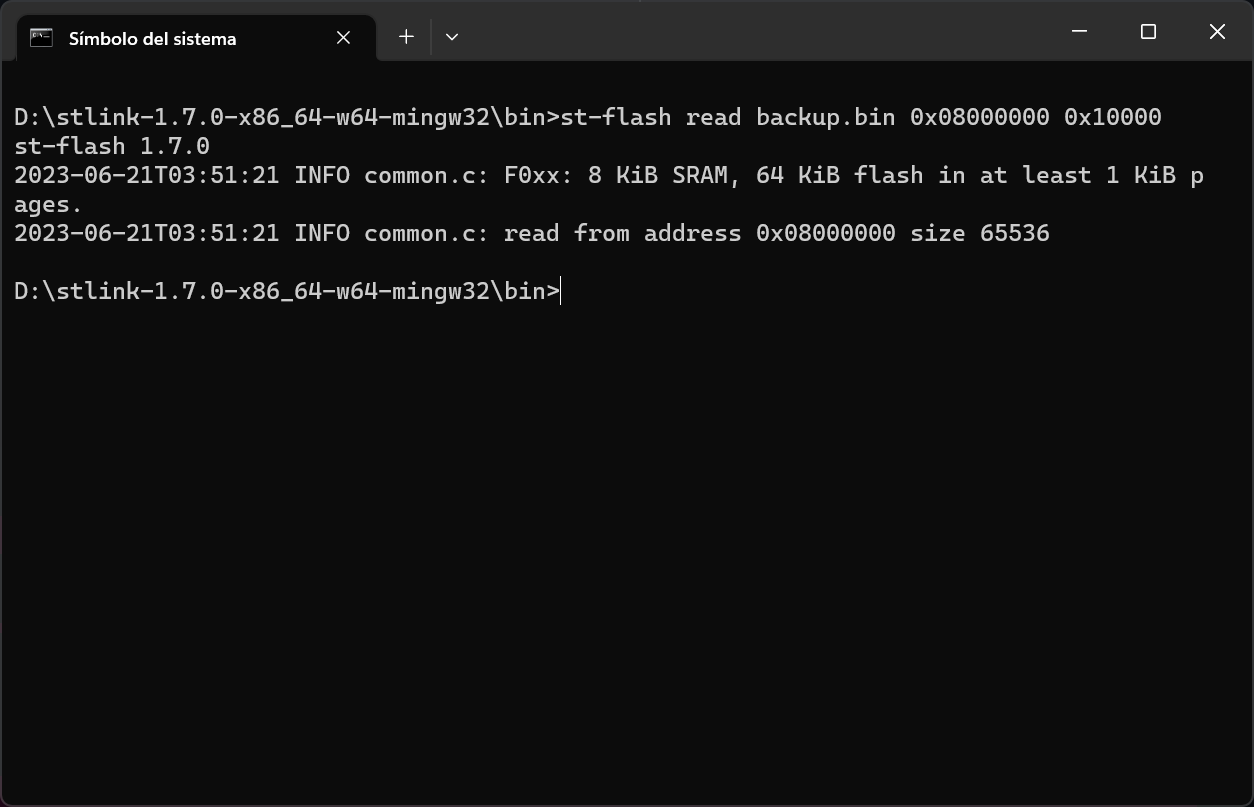 Símbolo del sistema
D:\stlink-1.7.0-x86_64-w64-mingw32\bin>st-flash read backup.bin 0x08000000 0x10000
st-flash 1.7.0
2023-06-21T03:51:21 INFO common.c: F0xx: 8 KiB SRAM, 64 KiB flash in at least 1 KiB p
ages.
2023-06-21T03:51:21 INFO common.c: read from address 0x08000000 size 65536
D:\stlink-1.7.0-x86_64-w64-mingw32\bin>